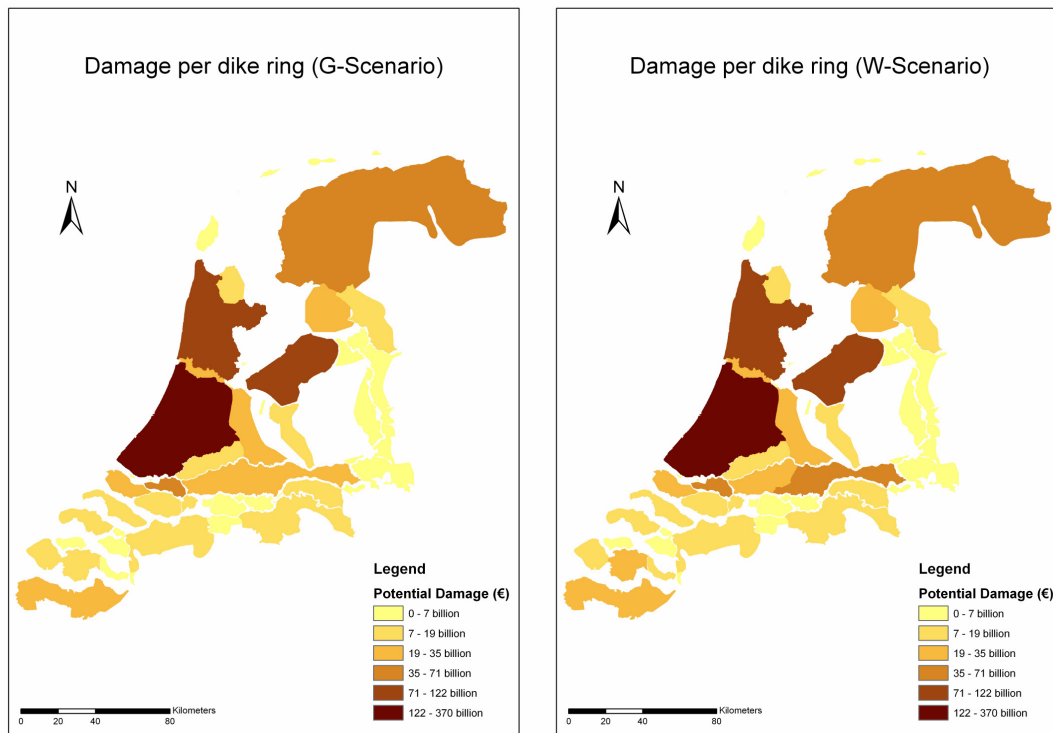 Damage per dike ring (G-Scenario)
N
Legend
Potential Damage (€)
0 - 7 billion
7 - 19 billion
19 - 35 billion
35 - 71 billion
71 - 122 billion
122 - 370 billion
Kilometers
0 20 40 80
Damage per dike ring (W-Scenario)
N
Legend
Potential Damage (€)
0 - 7 billion
7 - 19 billion
19 - 35 billion
35 - 71 billion
71 - 122 billion
122 - 370 billion
Kilometers
0 20 40 80